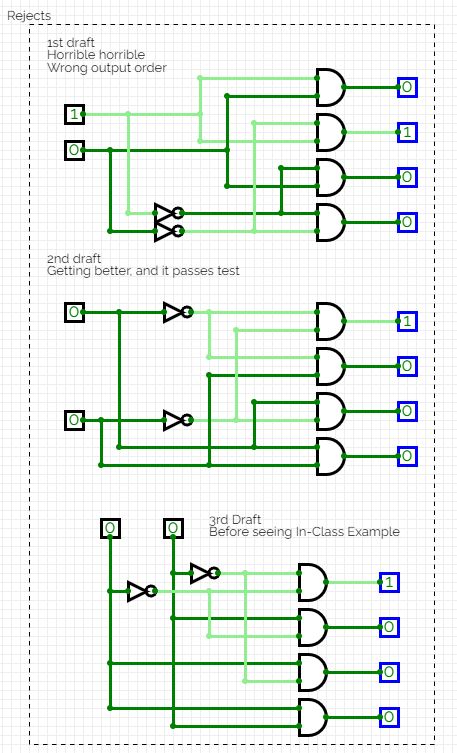 Rejects
1st draft
Horrible horrible
Wrong output order
0
1
1
0
0
0
2nd draft
Getting better, and it passes test
0
1
0
0
0
0
0
0
3rd Draft
Before seeing In-Class Example
1
0
0
0